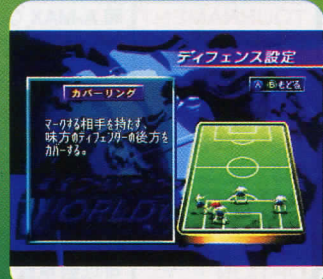 ディフェンス設定
Ⓐ Ⓑもどる
カバーリング
マークする相手を持たず、
味方のディフェンダーの後方を
カバーする。
WORLD